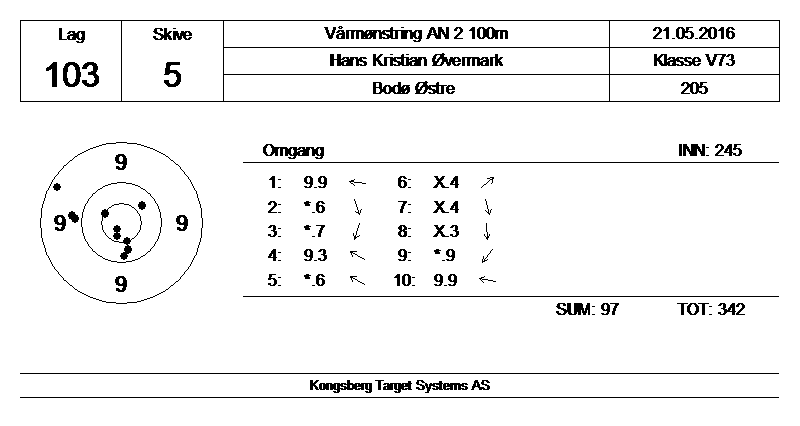 Lag Skive Vårmønstring AN 2 100m 21.05.2016
103 5 Hans Kristian Øvermark Klasse V73
Bodø Østre 205
Omgang INN: 245
1: 9.9 6: X.4
2: *.6 7: X.4
3: *.7 8: X.3
4: 9.3 9: *.9
5: *.6 10: 9.9
9
9 9
9
SUM: 97 TOT: 342
Kongsberg Target Systems AS